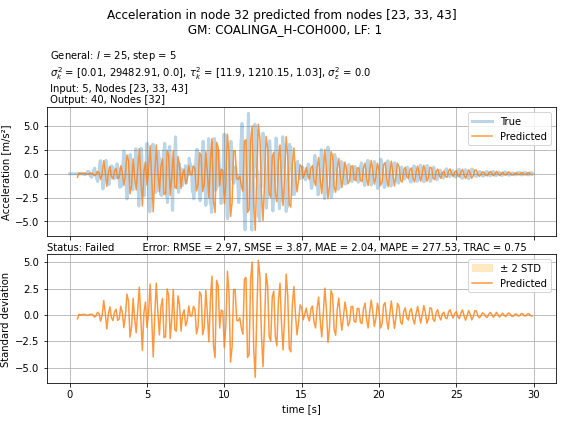 Acceleration in node 32 predicted from nodes [23, 33, 43]
GM: COALINGA_H-COH000, LF: 1
General: l = 25, step = 5
σ²ₖ = [0.01, 29482.91, 0.0], τ²ₖ = [11.9, 1210.15, 1.03], σ²_ε = 0.0
Input: 5, Nodes [23, 33, 43]
Output: 40, Nodes [32]
Acceleration [m/s²]
5.0
2.5
0.0
−2.5
−5.0
True
Predicted
Status: Failed Error: RMSE = 2.97, SMSE = 3.87, MAE = 2.04, MAPE = 277.53, TRAC = 0.75
Standard deviation
5.0
2.5
0.0
−2.5
−5.0
± 2 STD
Predicted
0 5 10 15 20 25 30
time [s]